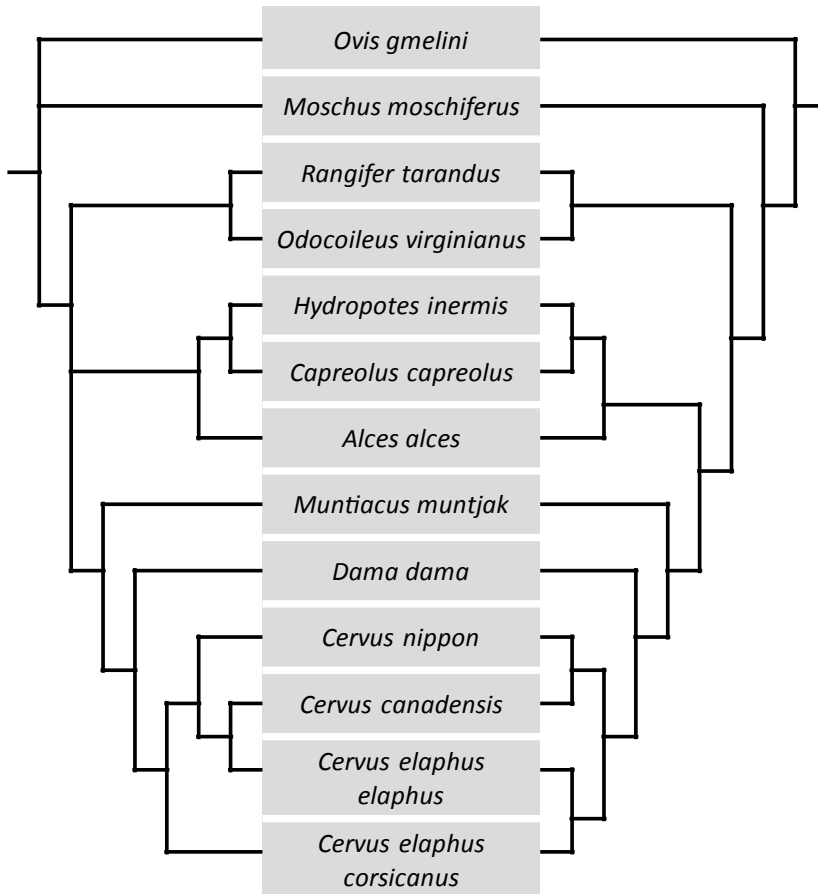 Ovis gmelini
Moschus moschiferus
Rangifer tarandus
Odocoileus virginianus
Hydropotes inermis
Capreolus capreolus
Alces alces
Muntiacus muntjak
Dama dama
Cervus nippon
Cervus canadensis
Cervus elaphus
elaphus
Cervus elaphus
corsicanus